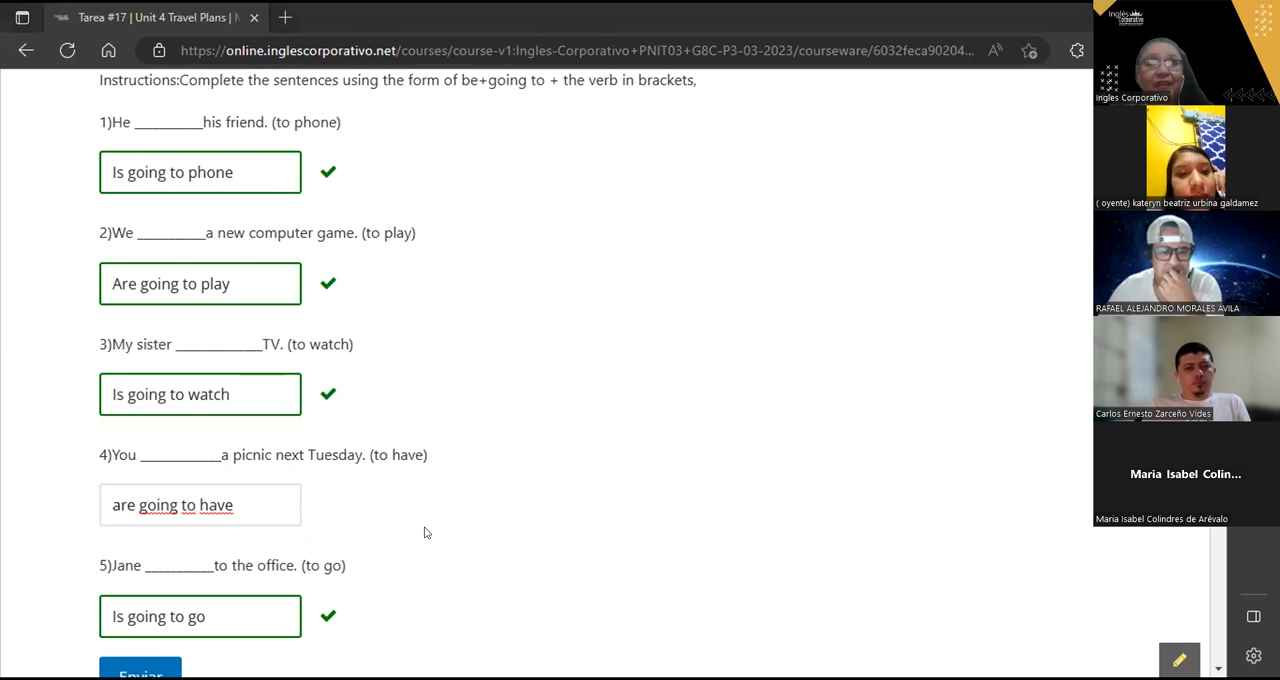 Tarea #17 | Unit 4 Travel Plans |
https://online.inglescorporativo.net/courses/course-v1:Ingles-Corporativo+PNIT03+G8C-P3-03-2023/courseware/6032feca90204...
Instructions:Complete the sentences using the form of be+going to + the verb in brackets,
1)He __________his friend. (to phone)
Is going to phone
2)We __________a new computer game. (to play)
Are going to play
3)My sister ____________TV. (to watch)
Is going to watch
4)You ____________a picnic next Tuesday. (to have)
are going to have
5)Jane __________to the office. (to go)
Is going to go
Enviar
Inglés
Corporativo
Ingles Corporativo
( oyente) kateryn beatriz urbina galdamez
RAFAEL ALEJANDRO MORALES AVILA
Carlos Ernesto Zarceño Vides
Maria Isabel Colin...
Maria Isabel Colindres de Arévalo